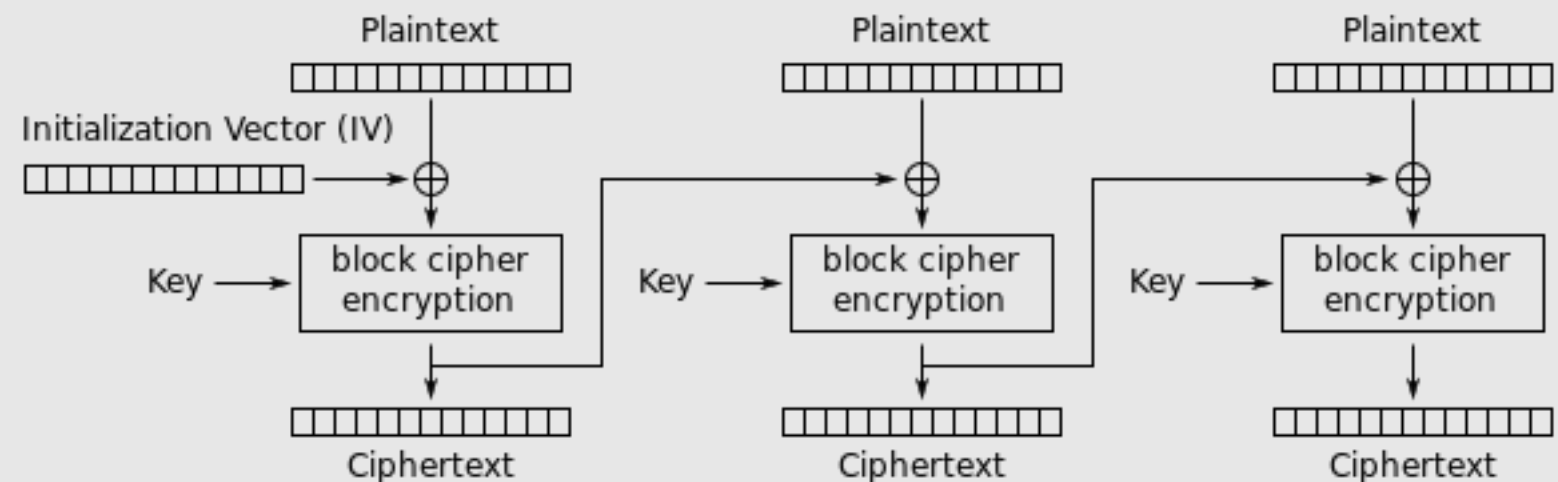 Plaintext
Plaintext
Plaintext
Initialization Vector (IV)
Key
block cipher
encryption
Key
block cipher
encryption
Key
block cipher
encryption
Ciphertext
Ciphertext
Ciphertext